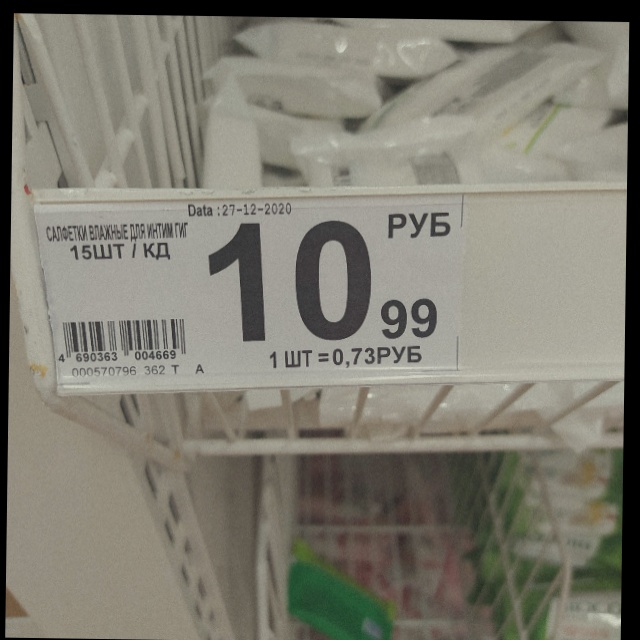 Data :27-12-2020
САЛФЕТКИ ВЛАЖНЫЕ ДЛЯ ИНТИМ ГИГ
15ШТ / КД
10 99
РУБ
1 ШТ =0,73РУБ
4 690363 004669
000570796 362 Т А